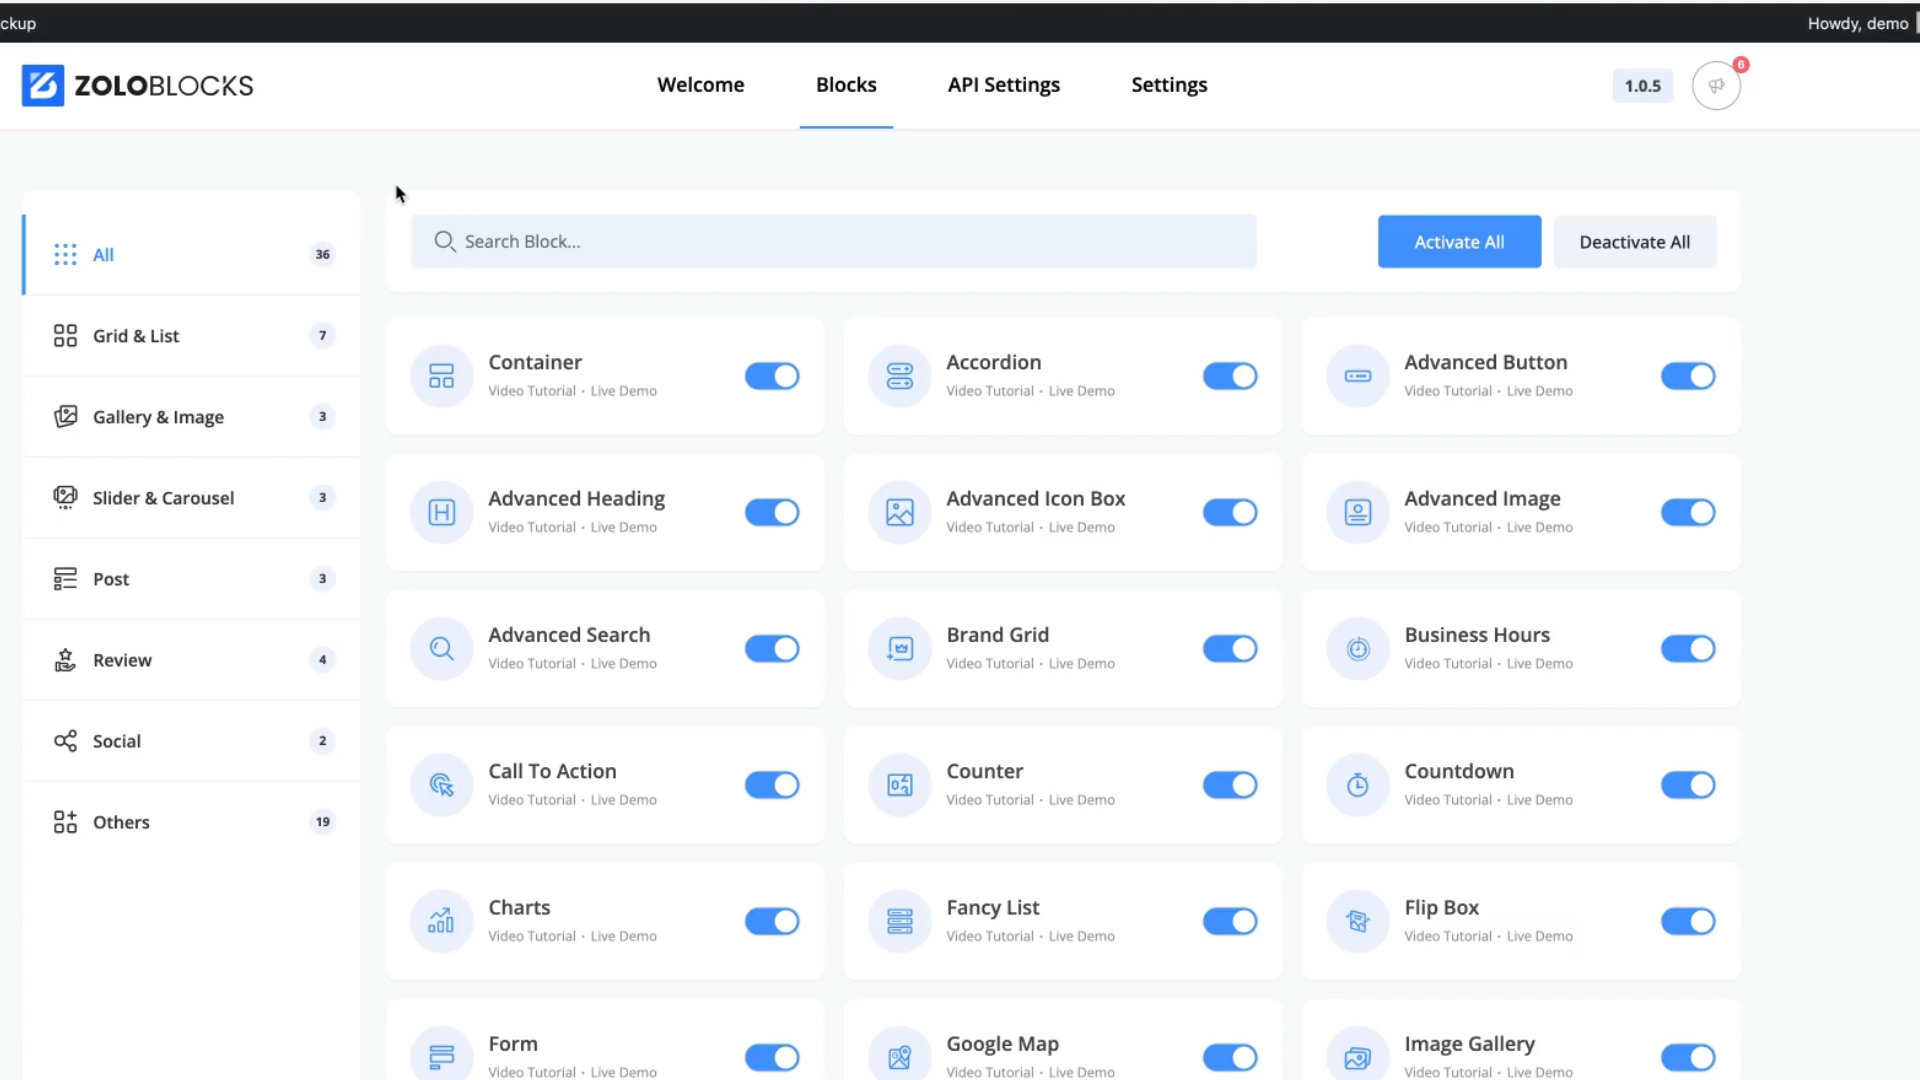 ckup
Howdy, demo
ZOLOBLOCKS
Welcome
Blocks
API Settings
Settings
1.0.5
6
All
36
Grid & List
7
Gallery & Image
3
Slider & Carousel
3
Post
3
Review
4
Social
2
Others
19
Search Block...
Activate All
Deactivate All
Container
Video Tutorial • Live Demo
Accordion
Video Tutorial • Live Demo
Advanced Button
Video Tutorial • Live Demo
Advanced Heading
Video Tutorial • Live Demo
Advanced Icon Box
Video Tutorial • Live Demo
Advanced Image
Video Tutorial • Live Demo
Advanced Search
Video Tutorial • Live Demo
Brand Grid
Video Tutorial • Live Demo
Business Hours
Video Tutorial • Live Demo
Call To Action
Video Tutorial • Live Demo
Counter
Video Tutorial • Live Demo
Countdown
Video Tutorial • Live Demo
Charts
Video Tutorial • Live Demo
Fancy List
Video Tutorial • Live Demo
Flip Box
Video Tutorial • Live Demo
Form
Video Tutorial • Live Demo
Google Map
Video Tutorial • Live Demo
Image Gallery
Video Tutorial • Live Demo